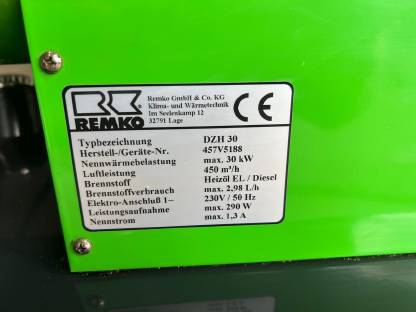 REMKO
Remko GmbH & Co. KG
Klima- und Wärmetechnik
Im Seelenkamp 12
32791 Lage
CE
Typbezeichnung DZH 30
Herstell-/Geräte-Nr. 457V5188
Nennwärmebelastung max. 30 kW
Luftleistung 450 m³/h
Brennstoff Heizöl EL / Diesel
Brennstoffverbrauch max. 2,98 L/h
Elektro-Anschluß 1~ 230V / 50 Hz
Leistungsaufnahme max. 290 W
Nennstrom max. 1,3 A